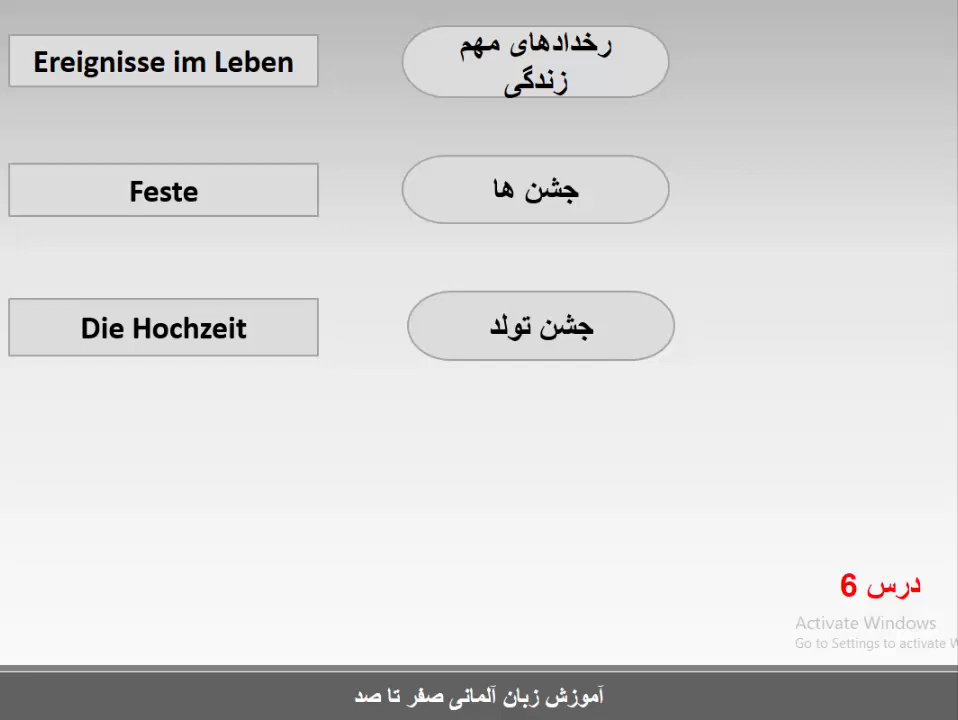 Ereignisse im Leben
رخدادهای مهم
زندگی
Feste
جشن ها
Die Hochzeit
جشن تولد
درس 6
Activate Windows
Go to Settings to activate W
آموزش زبان آلمانی صفر تا صد